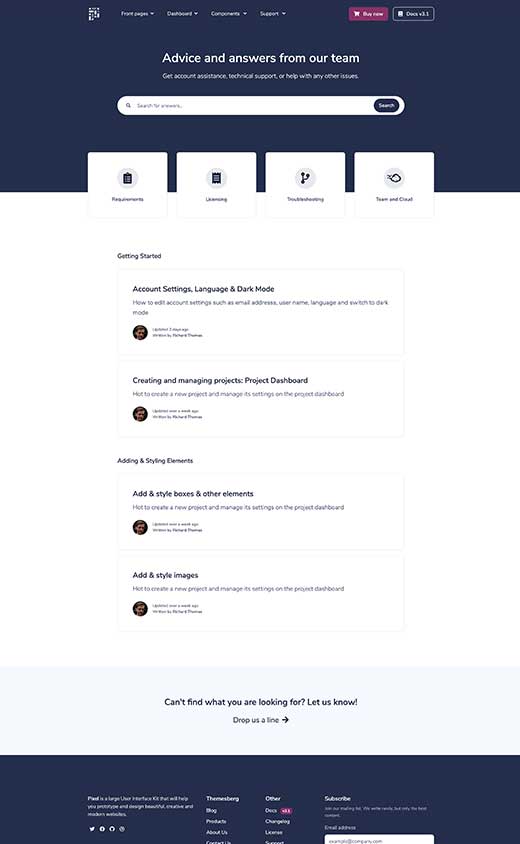 Front pages Dashboard Components Support Buy now Docs v3.1
Advice and answers from our team
Get account assistance, technical support, or help with any other issues.
Search for answers... Search
Requirements Licensing Troubleshooting Team and Cloud
Getting Started
Account Settings, Language & Dark Mode
How to edit account settings such as email addresss, user name, language and switch to dark
mode
Updated 3 days ago
Written by Richard Thomas
Creating and managing projects: Project Dashboard
Hot to create a new project and manage its settings on the project dashboard
Updated over a week ago
Written by Richard Thomas
Adding & Styling Elements
Add & style boxes & other elements
Hot to create a new project and manage its settings on the project dashboard
Updated over a week ago
Written by Richard Thomas
Add & style images
Hot to create a new project and manage its settings on the project dashboard
Updated over a week ago
Written by Richard Thomas
Can't find what you are looking for? Let us know!
Drop us a line
Pixel is a large User Interface Kit that will help
you prototype and design beautiful, creative and
modern websites.
Themesberg
Blog
Products
About Us
Contact Us
Other
Docs v3.1
Changelog
License
Support
Subscribe
Join our mailing list. We write rarely, but only the best
content.
Email address
example@company.com